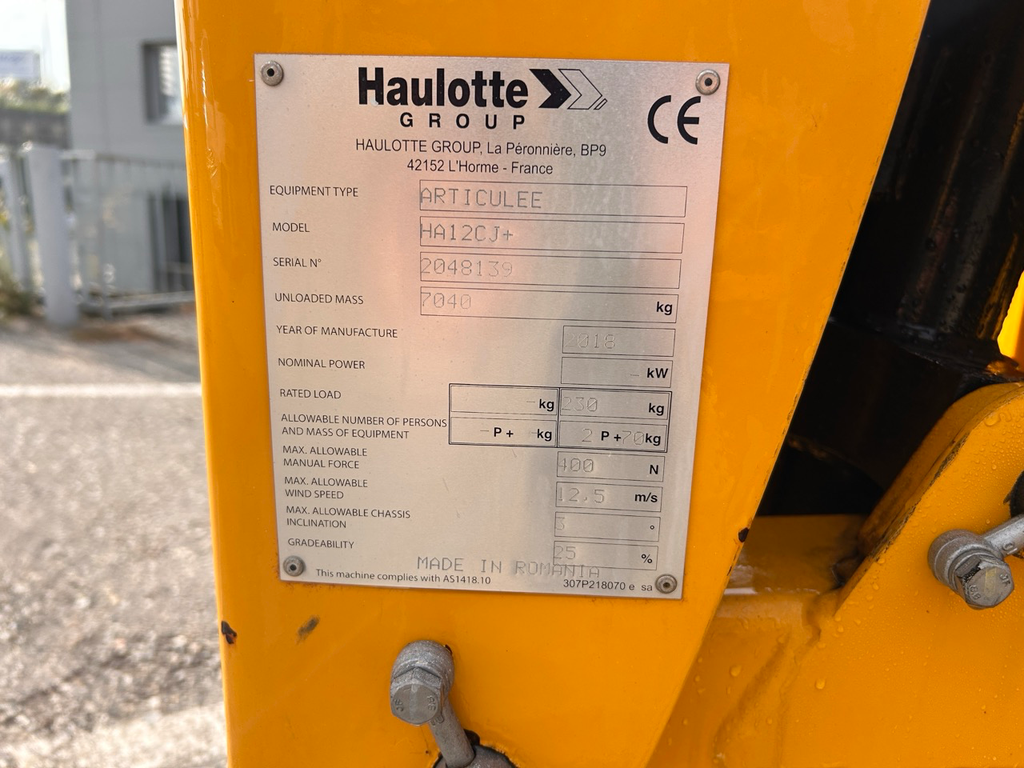 Haulotte
GROUP
CE
HAULOTTE GROUP, La Péronnière, BP9
42152 L'Horme - France
EQUIPMENT TYPE ARTICULEE
MODEL HA12CJ+
SERIAL N° 2048139
UNLOADED MASS 7040 kg
YEAR OF MANUFACTURE 2018
NOMINAL POWER - kW
RATED LOAD - kg 230 kg
ALLOWABLE NUMBER OF PERSONS
AND MASS OF EQUIPMENT - P + - kg 2 P + 70 kg
MAX. ALLOWABLE
MANUAL FORCE 400 N
MAX. ALLOWABLE
WIND SPEED 12.5 m/s
MAX. ALLOWABLE CHASSIS
INCLINATION °
GRADEABILITY 25 %
MADE IN ROMANIA
This machine complies with AS1418.10 307P218070 e sa